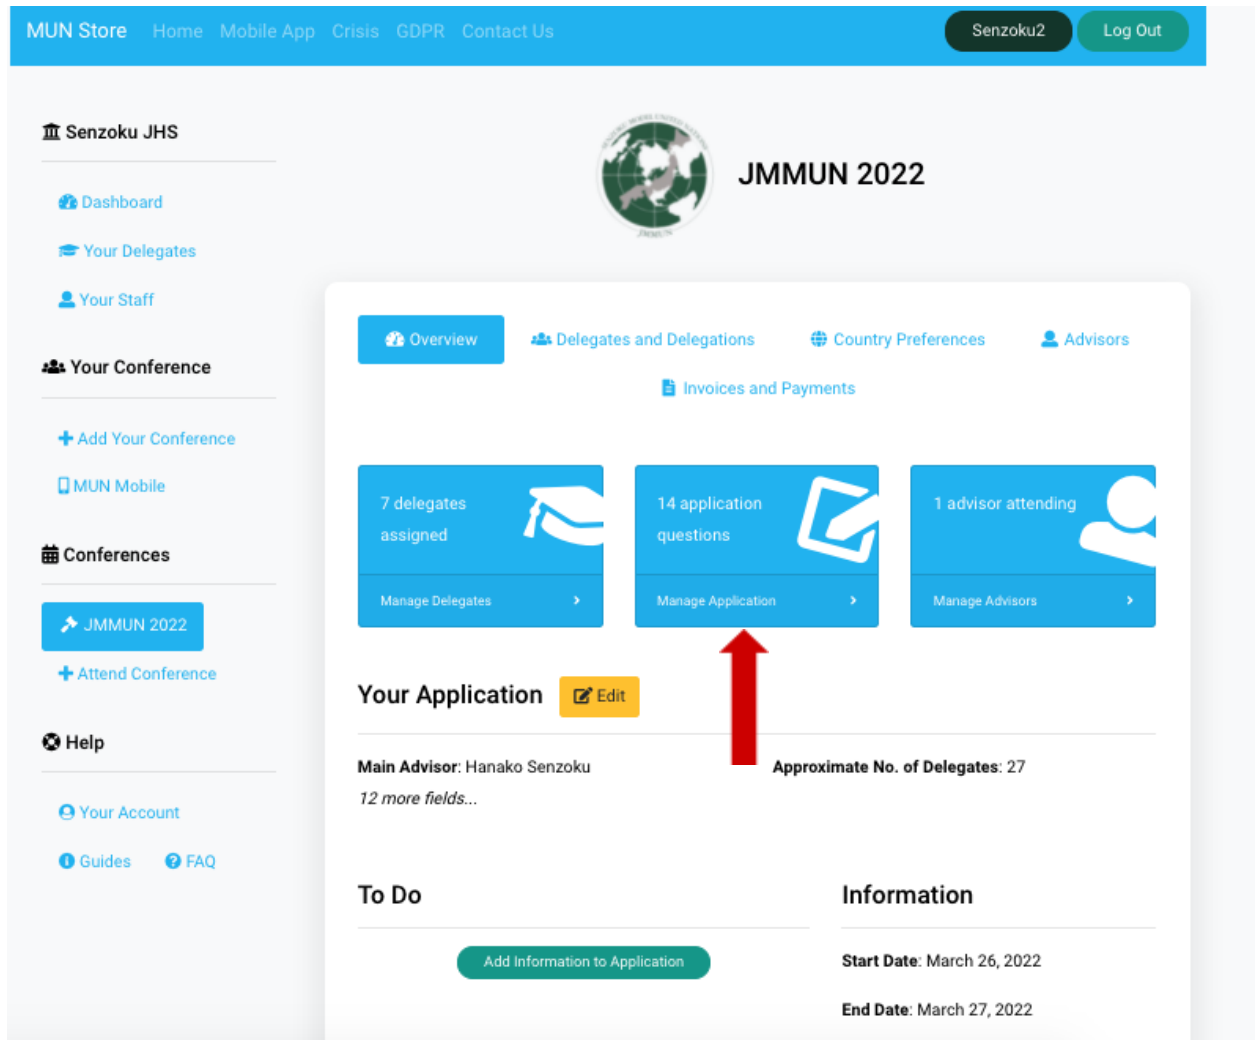 MUN Store Home Mobile App Crisis GDPR Contact Us Senzoku2 Log Out
Senzoku JHS
Dashboard
Your Delegates
Your Staff
Your Conference
Add Your Conference
MUN Mobile
Conferences
JMMUN 2022
Attend Conference
Help
Your Account
Guides FAQ
SENZOKU MODEL UNITED NATIONS
JMMUN
JMMUN 2022
Overview Delegates and Delegations Country Preferences Advisors
Invoices and Payments
7 delegates
assigned
Manage Delegates
14 application
questions
Manage Application
1 advisor attending
Manage Advisors
Your Application Edit
Main Advisor: Hanako Senzoku Approximate No. of Delegates: 27
12 more fields...
To Do
Add Information to Application
Information
Start Date: March 26, 2022
End Date: March 27, 2022